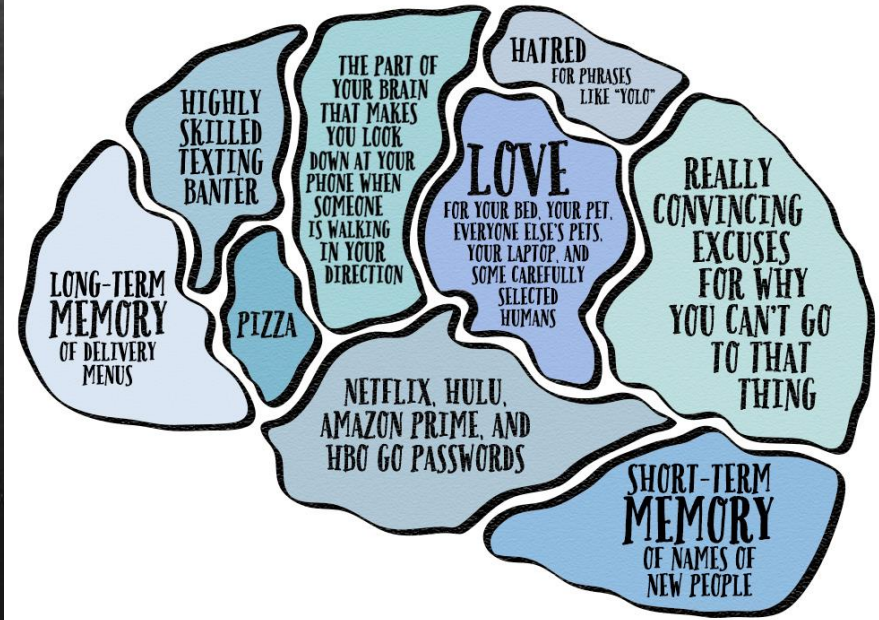 HIGHLY
SKILLED
TEXTING
BANTER
THE PART OF
YOUR BRAIN
THAT MAKES
YOU LOOK
DOWN AT YOUR
PHONE WHEN
SOMEONE
IS WALKING
IN YOUR
DIRECTION
HATRED
FOR PHRASES
LIKE "YOLO"
LOVE
FOR YOUR BED, YOUR PET,
EVERYONE ELSE'S PETS,
YOUR LAPTOP, AND
SOME CAREFULLY
SELECTED
HUMANS
REALLY
CONVINCING
EXCUSES
FOR WHY
YOU CAN'T GO
TO THAT
THING
LONG-TERM
MEMORY
OF DELIVERY
MENUS
PIZZA
NETFLIX, HULU,
AMAZON PRIME, AND
HBO GO PASSWORDS
SHORT-TERM
MEMORY
OF NAMES OF
NEW PEOPLE